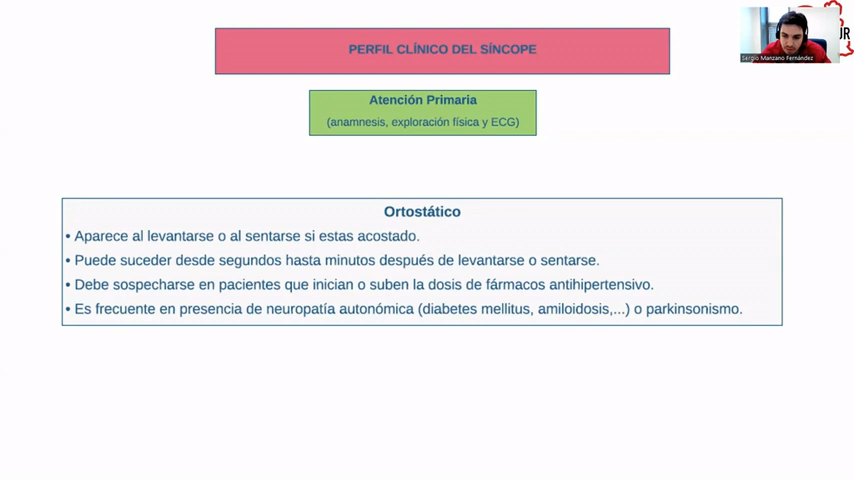 PERFIL CLÍNICO DEL SÍNCOPE
Sergio Manzano Fernández
Atención Primaria
(anamnesis, exploración física y ECG)
Ortostático
• Aparece al levantarse o al sentarse si estas acostado.
• Puede suceder desde segundos hasta minutos después de levantarse o sentarse.
• Debe sospecharse en pacientes que inician o suben la dosis de fármacos antihipertensivo.
• Es frecuente en presencia de neuropatía autonómica (diabetes mellitus, amiloidosis,...) o parkinsonismo.